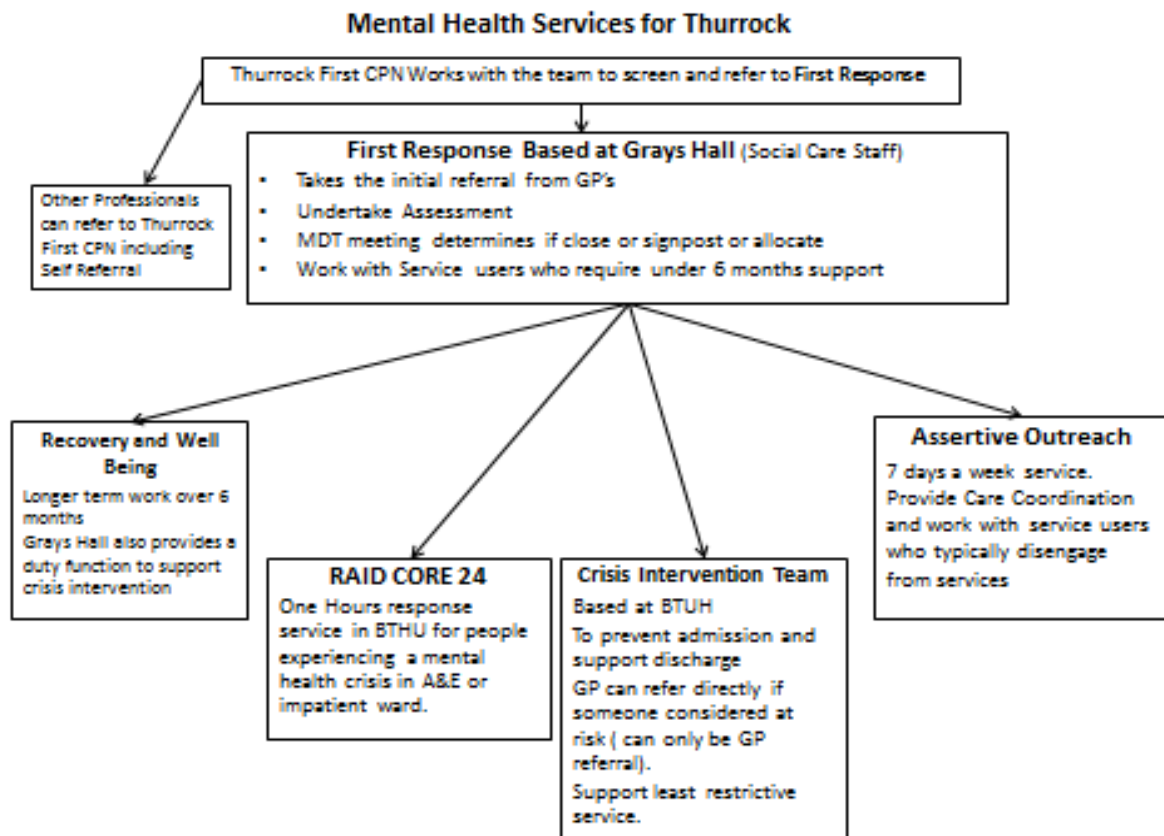 Mental Health Services for Thurrock
Thurrock First CPN Works with the team to screen and refer to First Response
First Response Based at Grays Hall (Social Care Staff)
• Takes the initial referral from GP's
• Undertake Assessment
• MDT meeting determines if close or signpost or allocate
• Work with Service users who require under 6 months support
Other Professionals
can refer to Thurrock
First CPN including
Self Referral
Recovery and Well
Being
Longer term work over 6
months
Grays Hall also provides a
duty function to support
crisis intervention
RAID CORE 24
One Hours response
service in BTHU for people
experiencing a mental
health crisis in A&E or
impatient ward.
Crisis Intervention Team
Based at BTUH
To prevent admission and
support discharge
GP can refer directly if
someone considered at
risk ( can only be GP
referral).
Support least restrictive
service.
Assertive Outreach
7 days a week service.
Provide Care Coordination
and work with service users
who typically disengage
from services